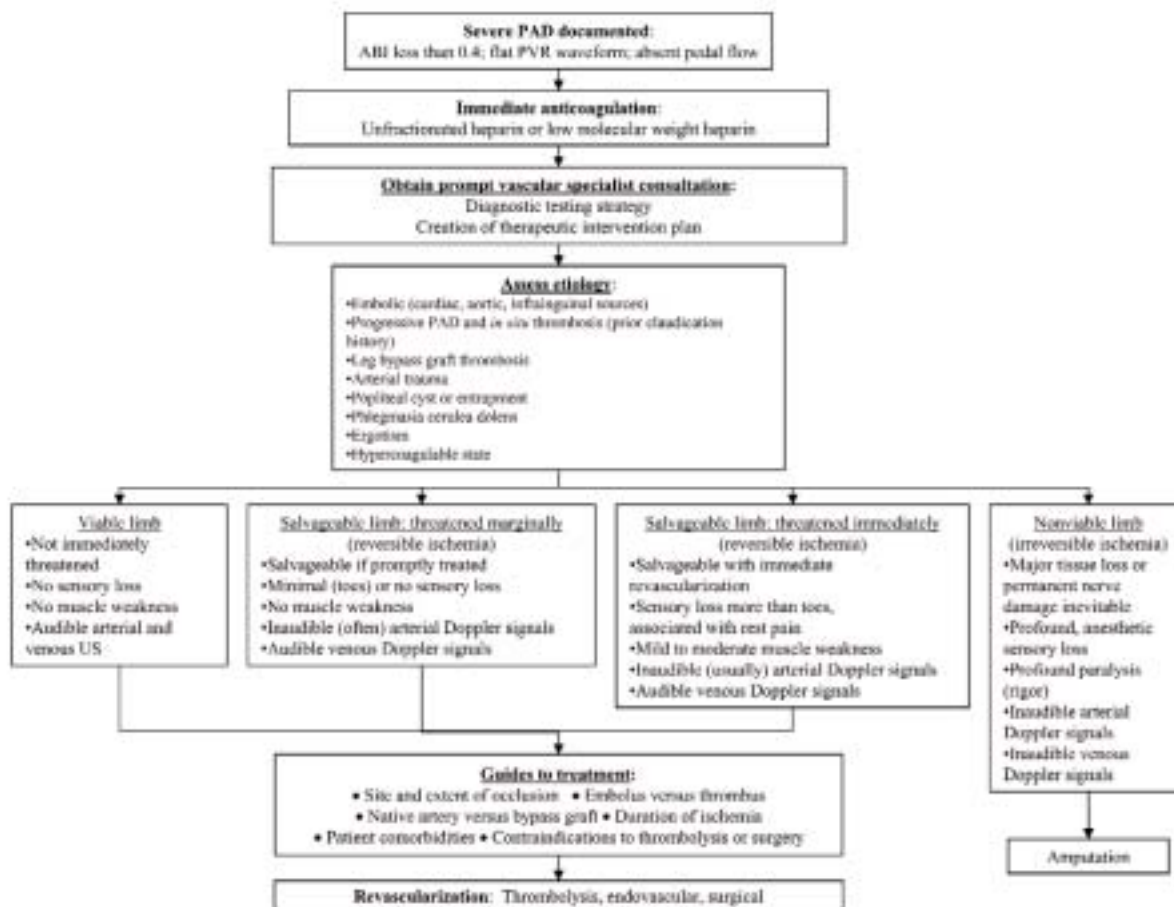 Severe PAD documented:
ABI less than 0.4; flat PVR waveform; absent pedal flow
Immediate anticoagulation:
Unfractionated heparin or low molecular weight heparin
Obtain prompt vascular specialist consultation:
Diagnostic testing strategy
Creation of therapeutic intervention plan
Assess etiology:
•Embolic (cardiac, aortic, infrainguinal sources)
•Progressive PAD and in situ thrombosis (prior claudication
history)
•Leg bypass graft thrombosis
•Arterial trauma
•Popliteal cyst or entrapment
•Phlegmasia cerulea dolens
•Ergotism
•Hypercoagulable state
Viable limb
•Not immediately
threatened
•No sensory loss
•No muscle weakness
•Audible arterial and
venous US
Salvageable limb: threatened marginally
(reversible ischemia)
•Salvageable if promptly treated
•Minimal (toes) or no sensory loss
•No muscle weakness
•Inaudible (often) arterial Doppler signals
•Audible venous Doppler signals
Salvageable limb: threatened immediately
(reversible ischemia)
•Salvageable with immediate
revascularization
•Sensory loss more than toes,
associated with rest pain
•Mild to moderate muscle weakness
•Inaudible (usually) arterial Doppler signals
•Audible venous Doppler signals
Nonviable limb
(irreversible ischemia)
•Major tissue loss or
permanent nerve
damage inevitable
•Profound, anesthetic
sensory loss
•Profound paralysis
(rigor)
•Inaudible arterial
Doppler signals
•Inaudible venous
Doppler signals
Guides to treatment:
• Site and extent of occlusion • Embolus versus thrombus
• Native artery versus bypass graft • Duration of ischemia
• Patient comorbidities • Contraindications to thrombolysis or surgery
Amputation
Revascularization: Thrombolysis, endovascular, surgical